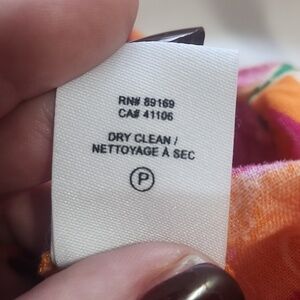 RN# 89169
CA# 41106
DRY CLEAN /
NETTOYAGE À SEC
P